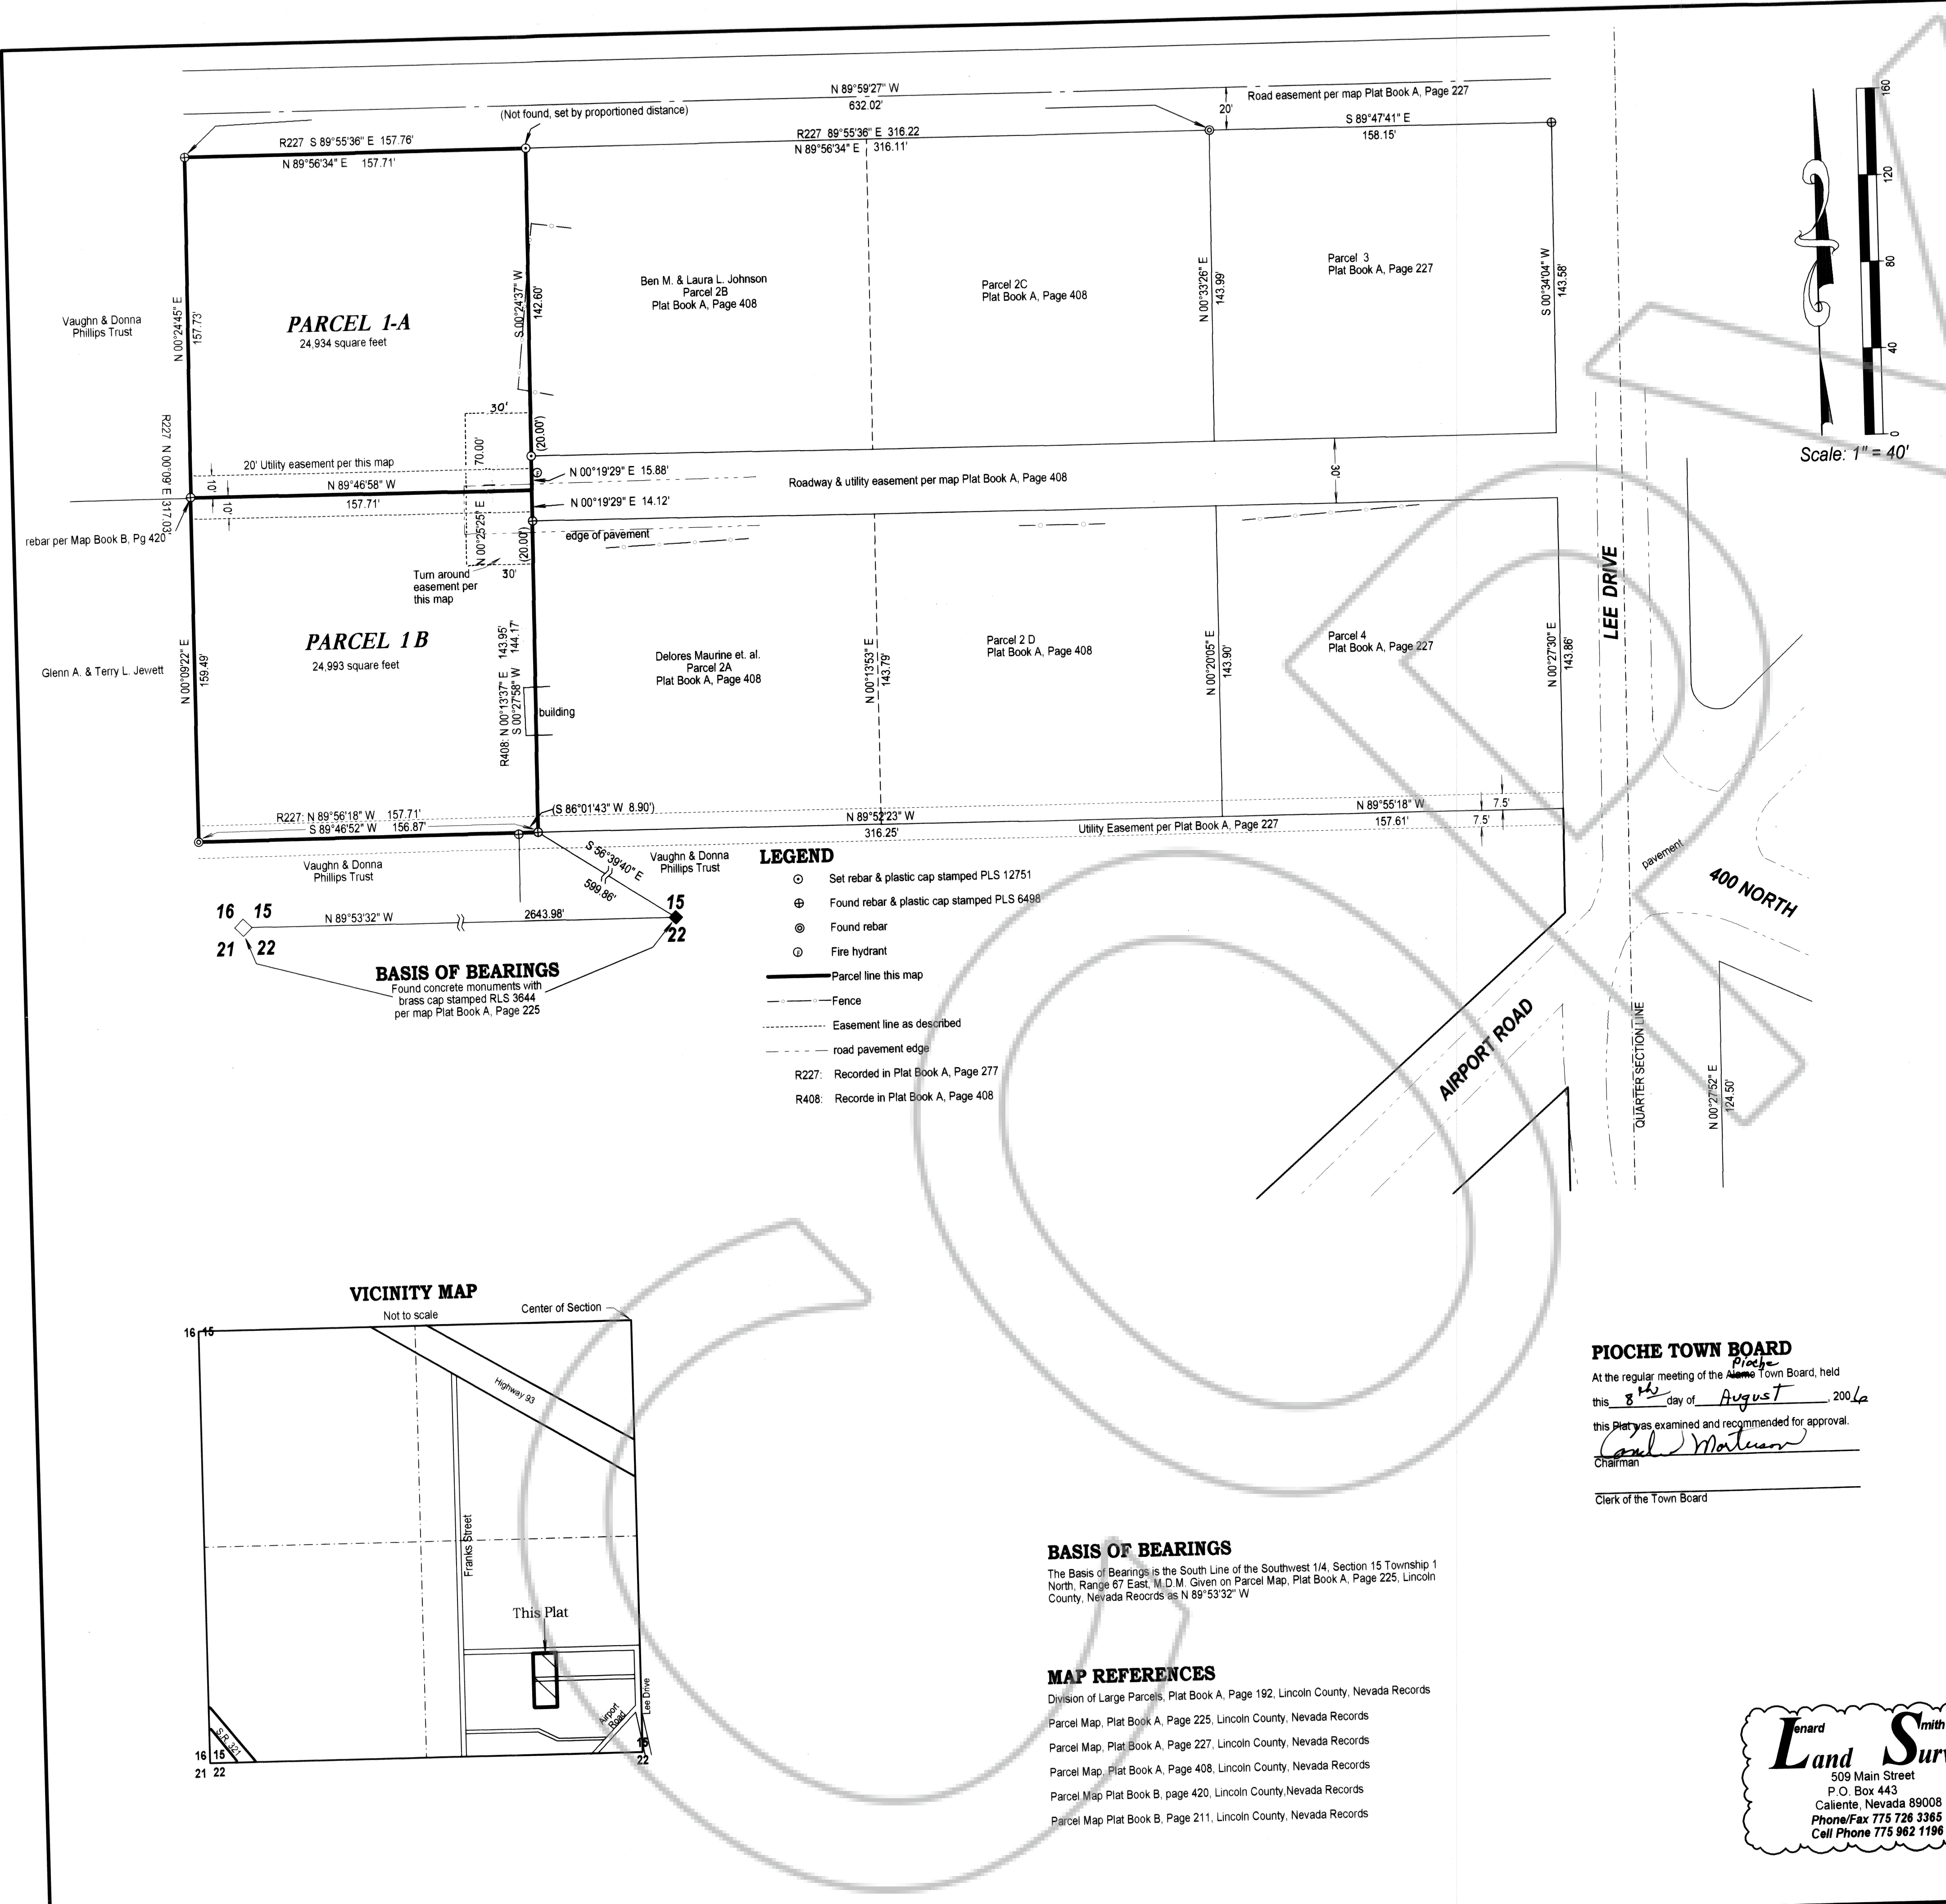 N 89°59'27" W
632.02'
Road easement per map Plat Book A, Page 227
20'
(Not found, set by proportioned distance)
R227 S 89°55'36" E 157.76'
N 89°56'34" E 157.71'
R227 89°55'36" E 316.22
N 89°56'34" E 316.11'
S 89°47'41" E
158.15'
Vaughn & Donna
Phillips Trust
N 00°24'45" E
157.73'
PARCEL 1-A
24,934 square feet
S 00°24'37" W
142.60'
Ben M. & Laura L. Johnson
Parcel 2B
Plat Book A, Page 408
Parcel 2C
Plat Book A, Page 408
N 00°33'26" E
143.99'
Parcel 3
Plat Book A, Page 227
S 00°34'04" W
143.58'
160
120
80
40
0
Scale: 1" = 40'
R227 N 00°09' E 317.03'
30'
70.00'
(20.00')
20' Utility easement per this map
10'
10'
N 89°46'58" W
157.71'
N 00°25'25" E
(20.00')
N 00°19'29" E 15.88'
N 00°19'29" E 14.12'
Roadway & utility easement per map Plat Book A, Page 408
30'
rebar per Map Book B, Pg 420
edge of pavement
Turn around
easement per
this map
30'
Glenn A. & Terry L. Jewett
N 00°09'22" E
159.49'
PARCEL 1 B
24,993 square feet
R408: N 00°13'37" E 143.95'
S 00°27'58" W 144.17'
building
Delores Maurine et. al.
Parcel 2A
Plat Book A, Page 408
N 00°13'53" E
143.79'
Parcel 2 D
Plat Book A, Page 408
N 00°20'05" E
143.90'
Parcel 4
Plat Book A, Page 227
N 00°27'30" E
143.86'
LEE DRIVE
R227: N 89°56'18" W 157.71'
S 89°46'52" W 156.87'
(S 86°01'43" W 8.90')
N 89°52'23" W
316.25'
N 89°55'18" W
157.61'
7.5'
7.5'
Utility Easement per Plat Book A, Page 227
Vaughn & Donna
Phillips Trust
S 56°39'40" E
599.86'
Vaughn & Donna
Phillips Trust
pavement
400 NORTH
16 15
21 22
N 89°53'32" W
2643.98'
15
22
BASIS OF BEARINGS
Found concrete monuments with
brass cap stamped RLS 3644
per map Plat Book A, Page 225
LEGEND
Set rebar & plastic cap stamped PLS 12751
Found rebar & plastic cap stamped PLS 6498
Found rebar
Fire hydrant
Parcel line this map
Fence
Easement line as described
road pavement edge
R227: Recorded in Plat Book A, Page 277
R408: Recorde in Plat Book A, Page 408
AIRPORT ROAD
QUARTER SECTION LINE
N 00°27'52" E
124.50'
VICINITY MAP
Not to scale
Center of Section
16 15
Highway 93
Franks Street
This Plat
Airport
Road
Lee Drive
S.R. 321
16 15
21 22
15
22
BASIS OF BEARINGS
The Basis of Bearings is the South Line of the Southwest 1/4, Section 15 Township 1
North, Range 67 East, M.D.M. Given on Parcel Map, Plat Book A, Page 225, Lincoln
County, Nevada Reocrds as N 89°53'32" W
MAP REFERENCES
Division of Large Parcels, Plat Book A, Page 192, Lincoln County, Nevada Records
Parcel Map, Plat Book A, Page 225, Lincoln County, Nevada Records
Parcel Map, Plat Book A, Page 227, Lincoln County, Nevada Records
Parcel Map, Plat Book A, Page 408, Lincoln County, Nevada Records
Parcel Map Plat Book B, page 420, Lincoln County,Nevada Records
Parcel Map Plat Book B, Page 211, Lincoln County, Nevada Records
PIOCHE TOWN BOARD
Pioche
At the regular meeting of the Alamo Town Board, held
this 8th day of August, 2006
this Plat was examined and recommended for approval.
Chairman
Clerk of the Town Board
Lenard Smith
Land Surv
509 Main Street
P.O. Box 443
Caliente, Nevada 89008
Phone/Fax 775 726 3365
Cell Phone 775 962 1196
COPY